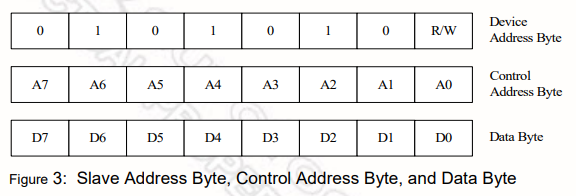 0 1 0 1 0 1 0 R/W Device
Address Byte
A7 A6 A5 A4 A3 A2 A1 A0 Control
Address Byte
D7 D6 D5 D4 D3 D2 D1 D0 Data Byte
Figure 3: Slave Address Byte, Control Address Byte, and Data Byte